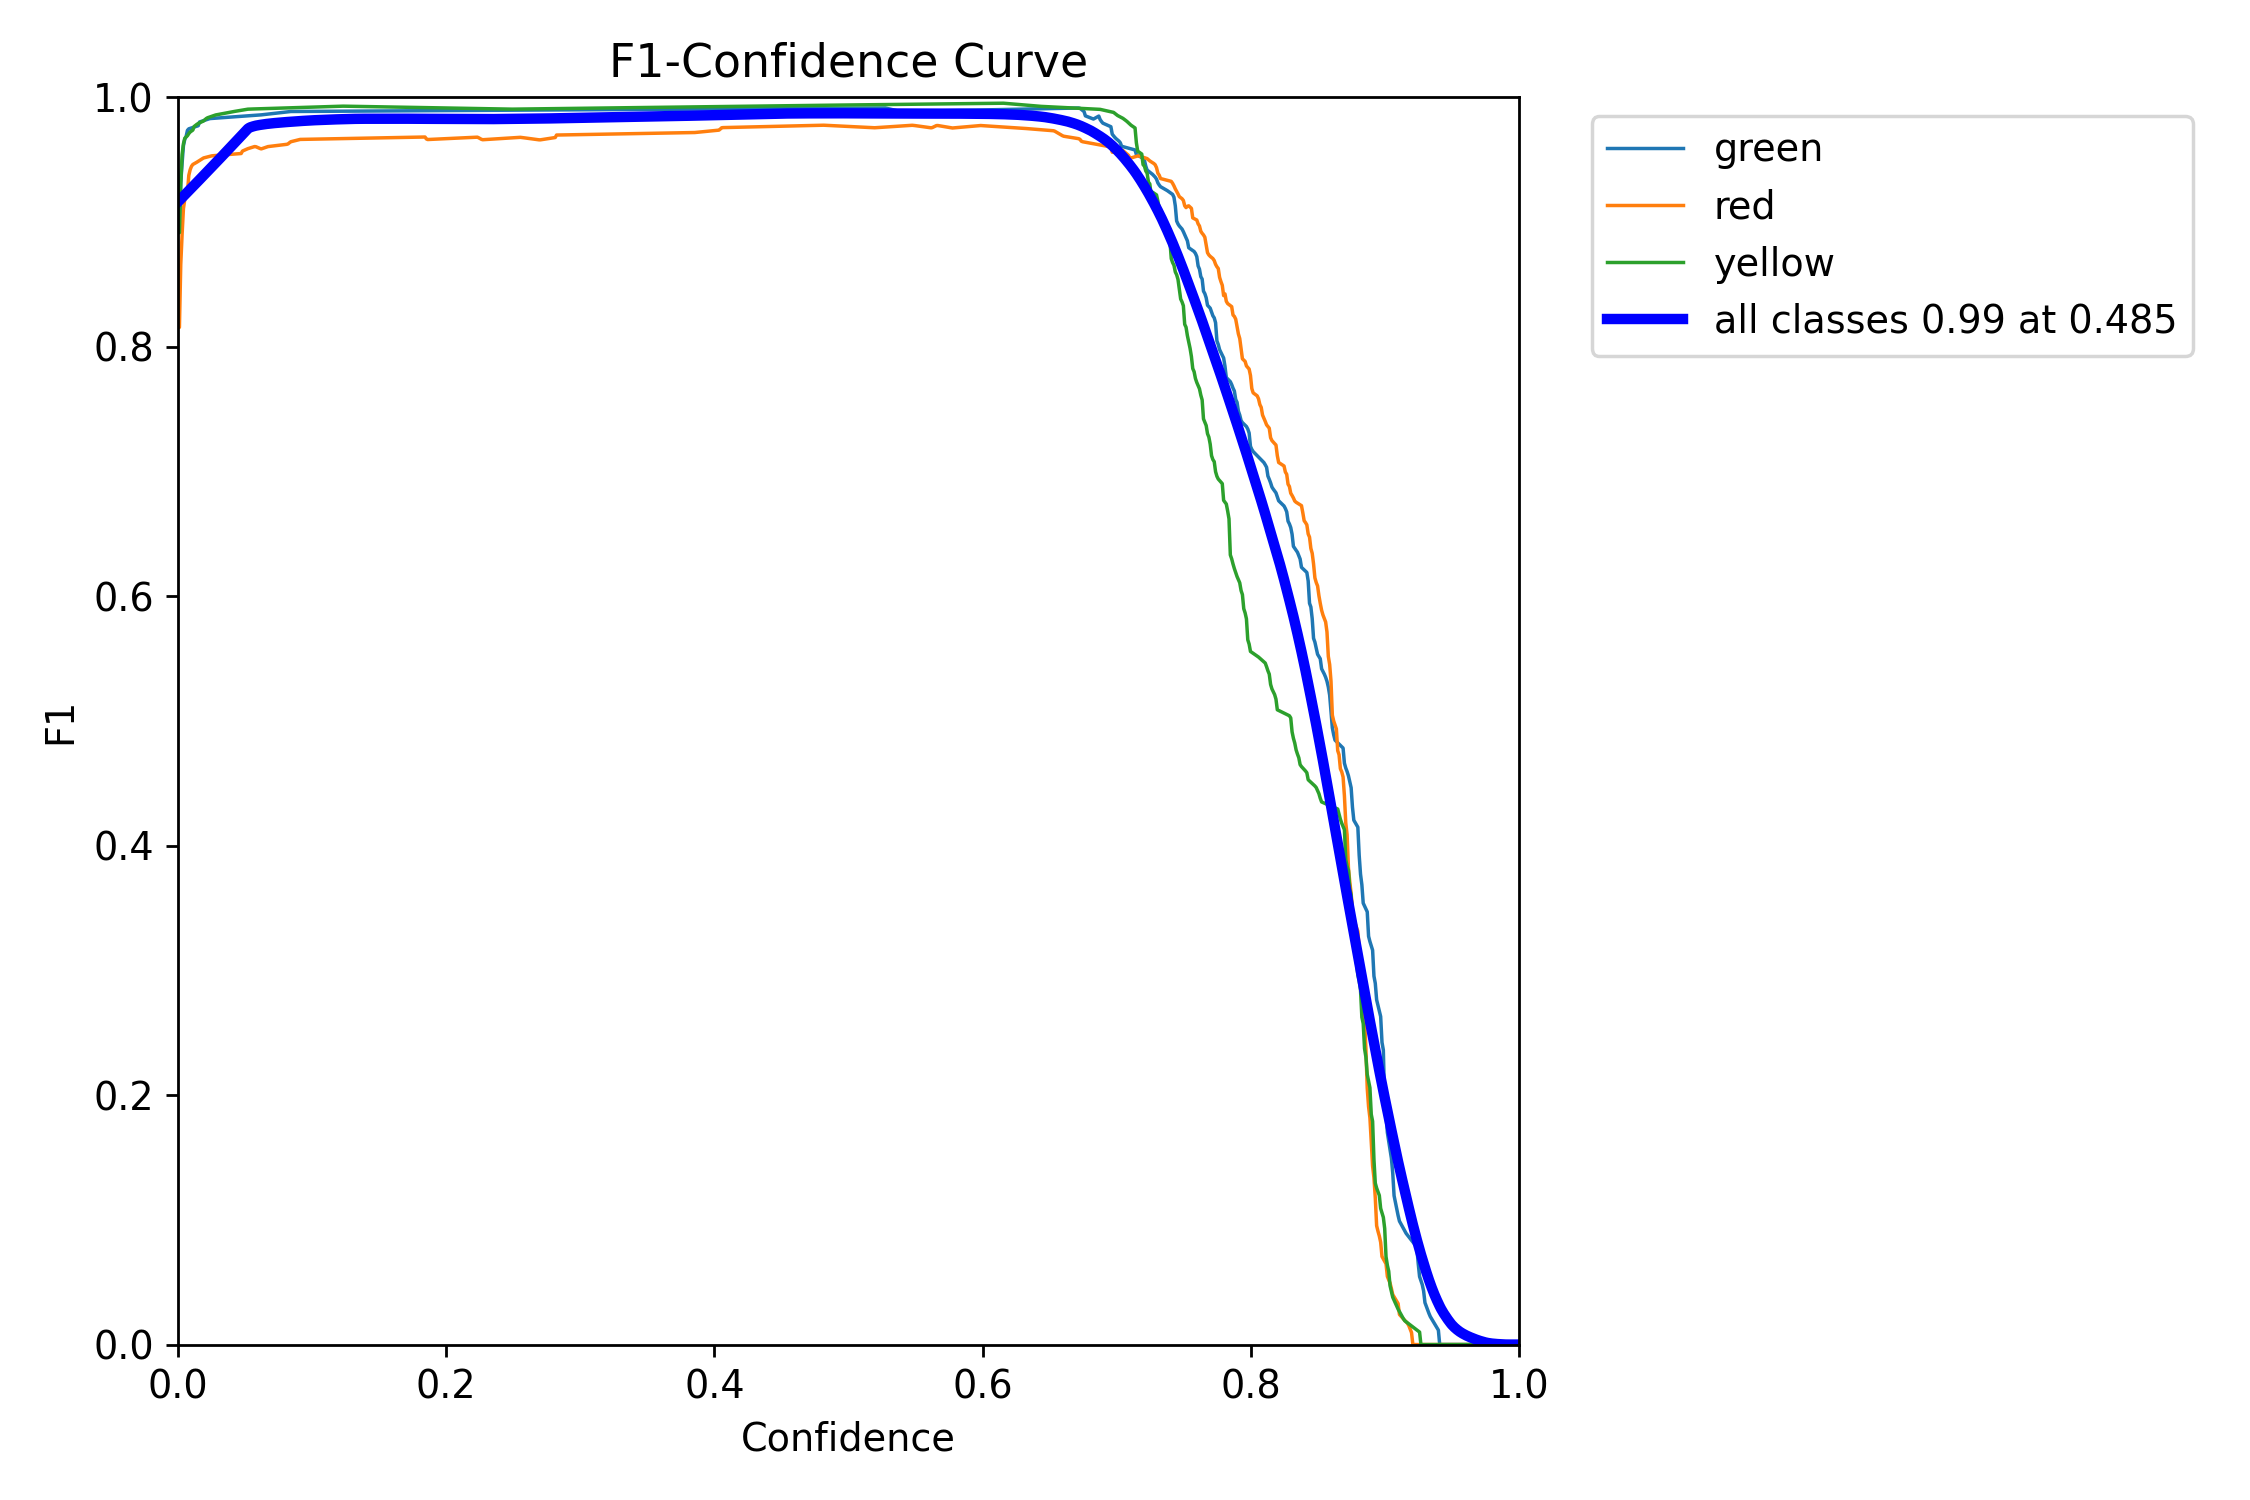 F1-Confidence Curve
1.0
0.8
0.6
0.4
0.2
0.0
F1
0.0 0.2 0.4 0.6 0.8 1.0
Confidence
green
red
yellow
all classes 0.99 at 0.485